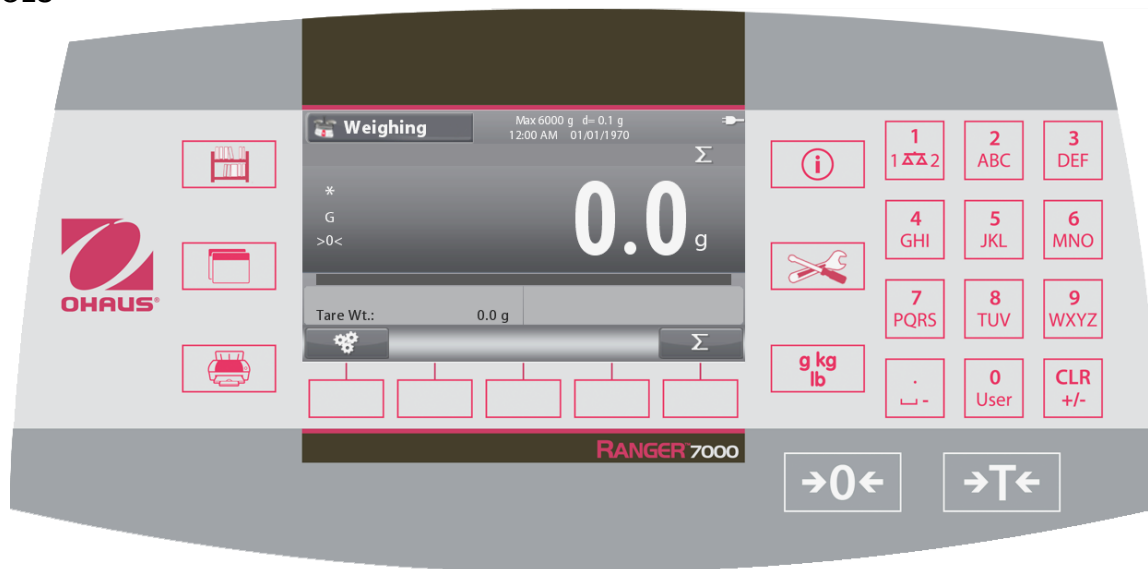 Weighing
Max 6000 g d= 0.1 g
12:00 AM 01/01/1970
Σ
*
G
>0<
0.0 g
Tare Wt.: 0.0 g
Σ
OHAUS®
i
g kg
lb
1
1 2
2
ABC
3
DEF
4
GHI
5
JKL
6
MNO
7
PQRS
8
TUV
9
WXYZ
.
⎵ -
0
User
CLR
+/-
RANGER™7000
→0←
→T←